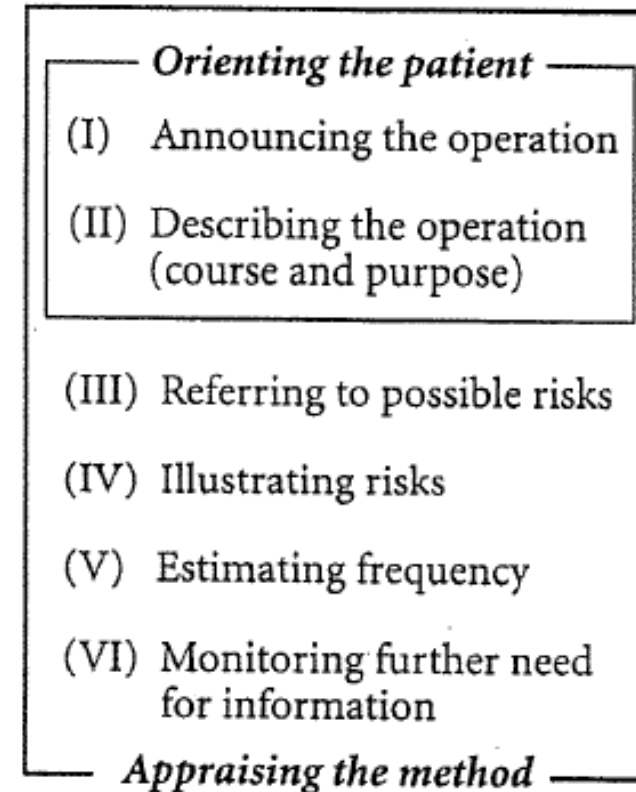 Orienting the patient
(I) Announcing the operation
(II) Describing the operation
(course and purpose)
(III) Referring to possible risks
(IV) Illustrating risks
(V) Estimating frequency
(VI) Monitoring further need
for information
Appraising the method